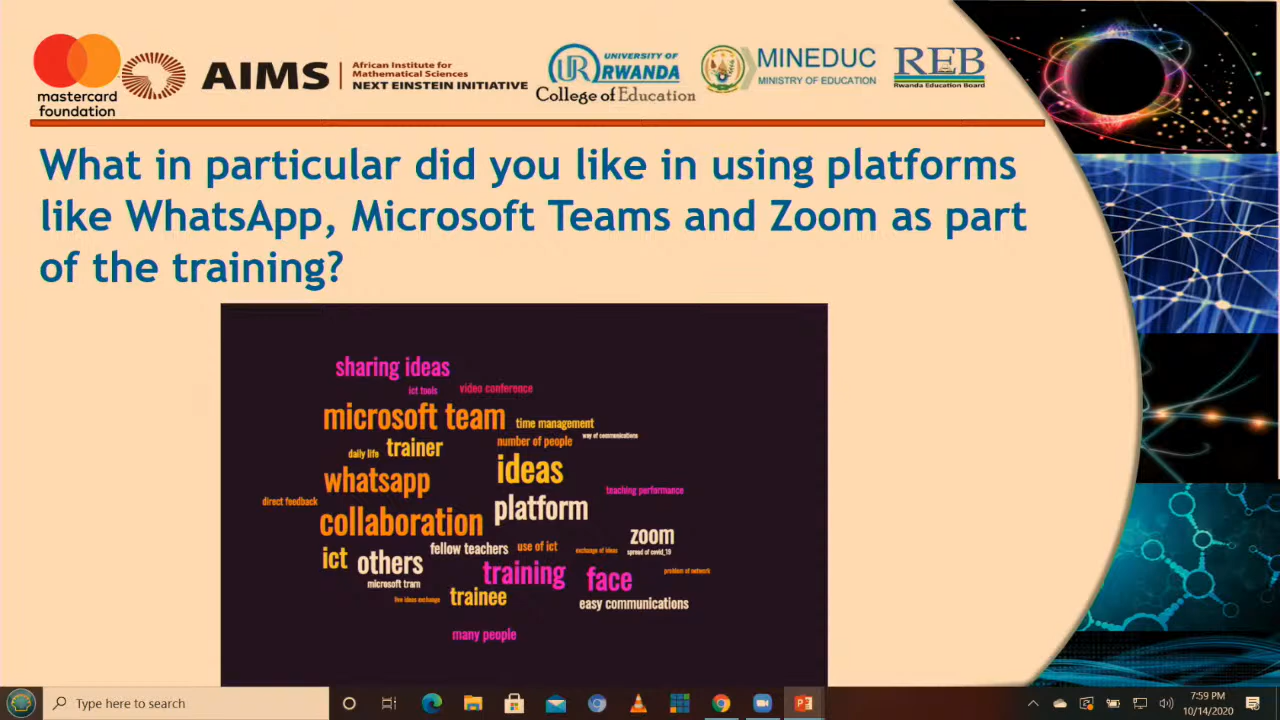 mastercard
foundation
AIMS
African Institute for
Mathematical Sciences
NEXT EINSTEIN INITIATIVE
UR
UNIVERSITY OF
RWANDA
College of Education
MINEDUC
MINISTRY OF EDUCATION
REB
Rwanda Education Board
What in particular did you like in using platforms
like WhatsApp, Microsoft Teams and Zoom as part
of the training?
sharing ideas
ict tools
video conference
microsoft team
time management
way of communications
number of people
trainer
daily life
ideas
whatsapp
teaching performance
direct feedback
platform
collaboration
zoom
fellow teachers
use of ict
exchange of ideas
spread of covid_19
ict
others
training
face
problem of network
microsoft tram
trainee
easy communications
many people
Type here to search
7:59 PM
10/14/2020